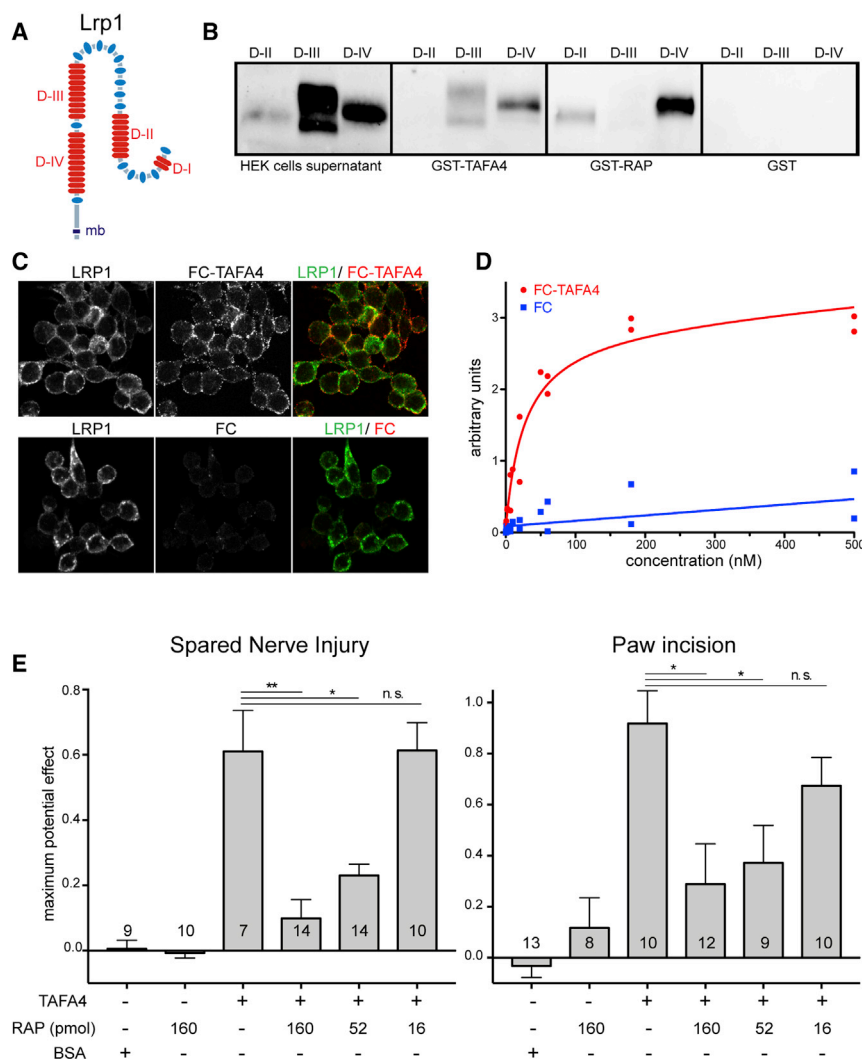 A
Lrp1
D-III
D-II
D-IV
D-I
mb
B
D-II D-III D-IV D-II D-III D-IV D-II D-III D-IV D-II D-III D-IV
HEK cells supernatant GST-TAFA4 GST-RAP GST
C
LRP1 FC-TAFA4 LRP1/ FC-TAFA4
LRP1 FC LRP1/ FC
D
FC-TAFA4
FC
3
2
1
0
arbitrary units
0 100 200 300 400 500
concentration (nM)
E
Spared Nerve Injury
** * n.s.
0.8
0.6
0.4
0.2
0.0
maximum potential effect
9 10 7 14 14 10
TAFA4 - - + + + +
RAP (pmol) - 160 - 160 52 16
BSA + - - - - -
Paw incision
* * n.s.
1.0
0.8
0.6
0.4
0.2
0.0
13 8 10 12 9 10
- - + + + +
- 160 - 160 52 16
+ - - - - -